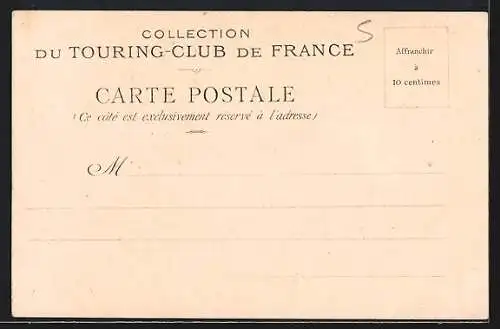 COLLECTION
DU TOURING-CLUB DE FRANCE
S
Affranchir
à
10 centimes
CARTE POSTALE
(Ce côté est exclusivement réservé à l'adresse)
M